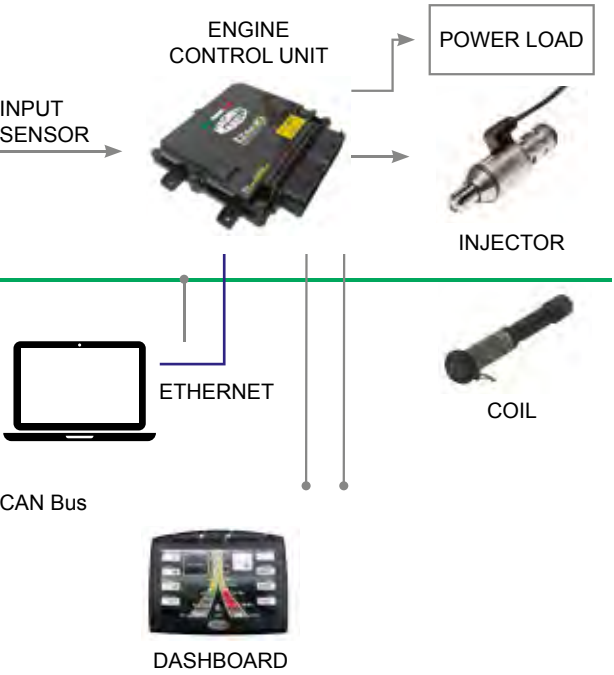 ENGINE
CONTROL UNIT
POWER LOAD
INPUT
SENSOR
INJECTOR
ETHERNET
COIL
CAN Bus
DASHBOARD